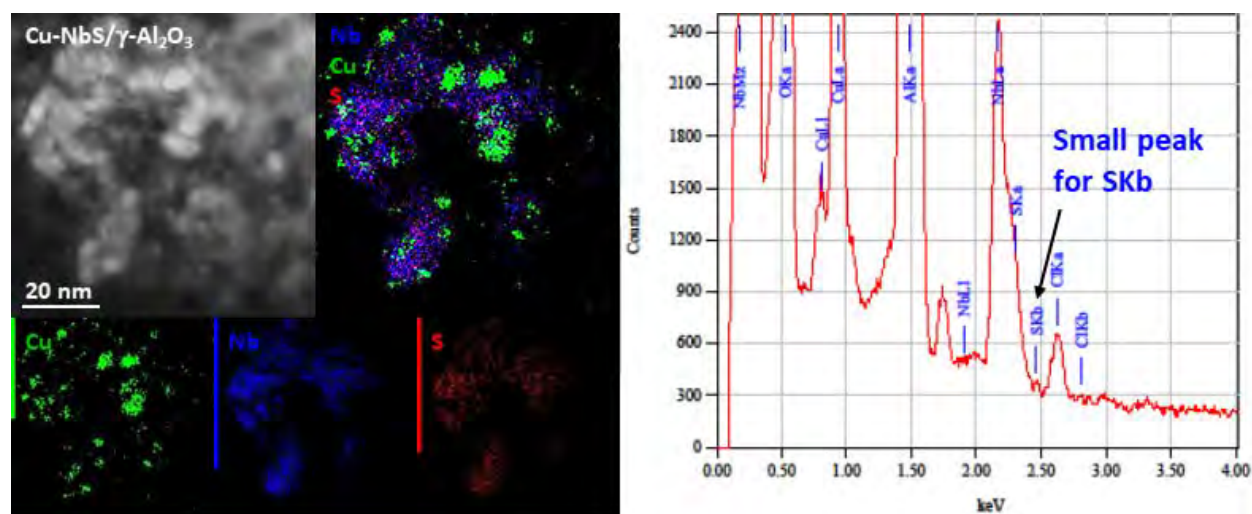 Cu-NbS/γ-Al₂O₃
20 nm
Nb
Cu
S
Cu
Nb
S
2400
2100
1800
1500
1200
900
600
300
0
Counts
0.00 0.50 1.00 1.50 2.00 2.50 3.00 3.50 4.00
keV
NbMz
OKa
CuLl
CuLa
AlKa
NbLl
NbLa
SKa
SKb
ClKa
ClKb
Small peak
for SKb